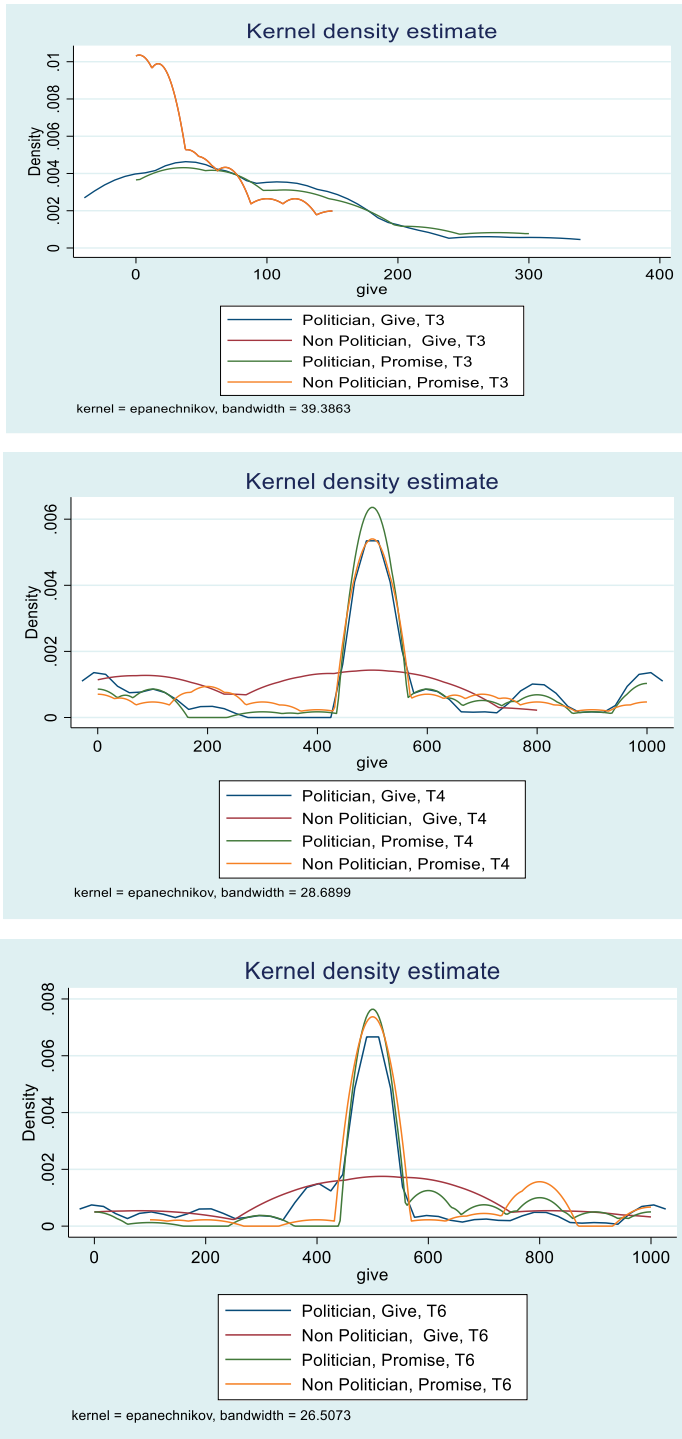 Kernel density estimate
Density
0 .002 .004 .006 .008 .01
0 100 200 300 400
give
Politician, Give, T3
Non Politician,  Give, T3
Politician, Promise, T3
Non Politician, Promise, T3
kernel = epanechnikov, bandwidth = 39.3863
Kernel density estimate
Density
0 .002 .004 .006
0 200 400 600 800 1000
give
Politician, Give, T4
Non Politician,  Give, T4
Politician, Promise, T4
Non Politician, Promise, T4
kernel = epanechnikov, bandwidth = 28.6899
Kernel density estimate
Density
0 .002 .004 .006 .008
0 200 400 600 800 1000
give
Politician, Give, T6
Non Politician,  Give, T6
Politician, Promise, T6
Non Politician, Promise, T6
kernel = epanechnikov, bandwidth = 26.5073